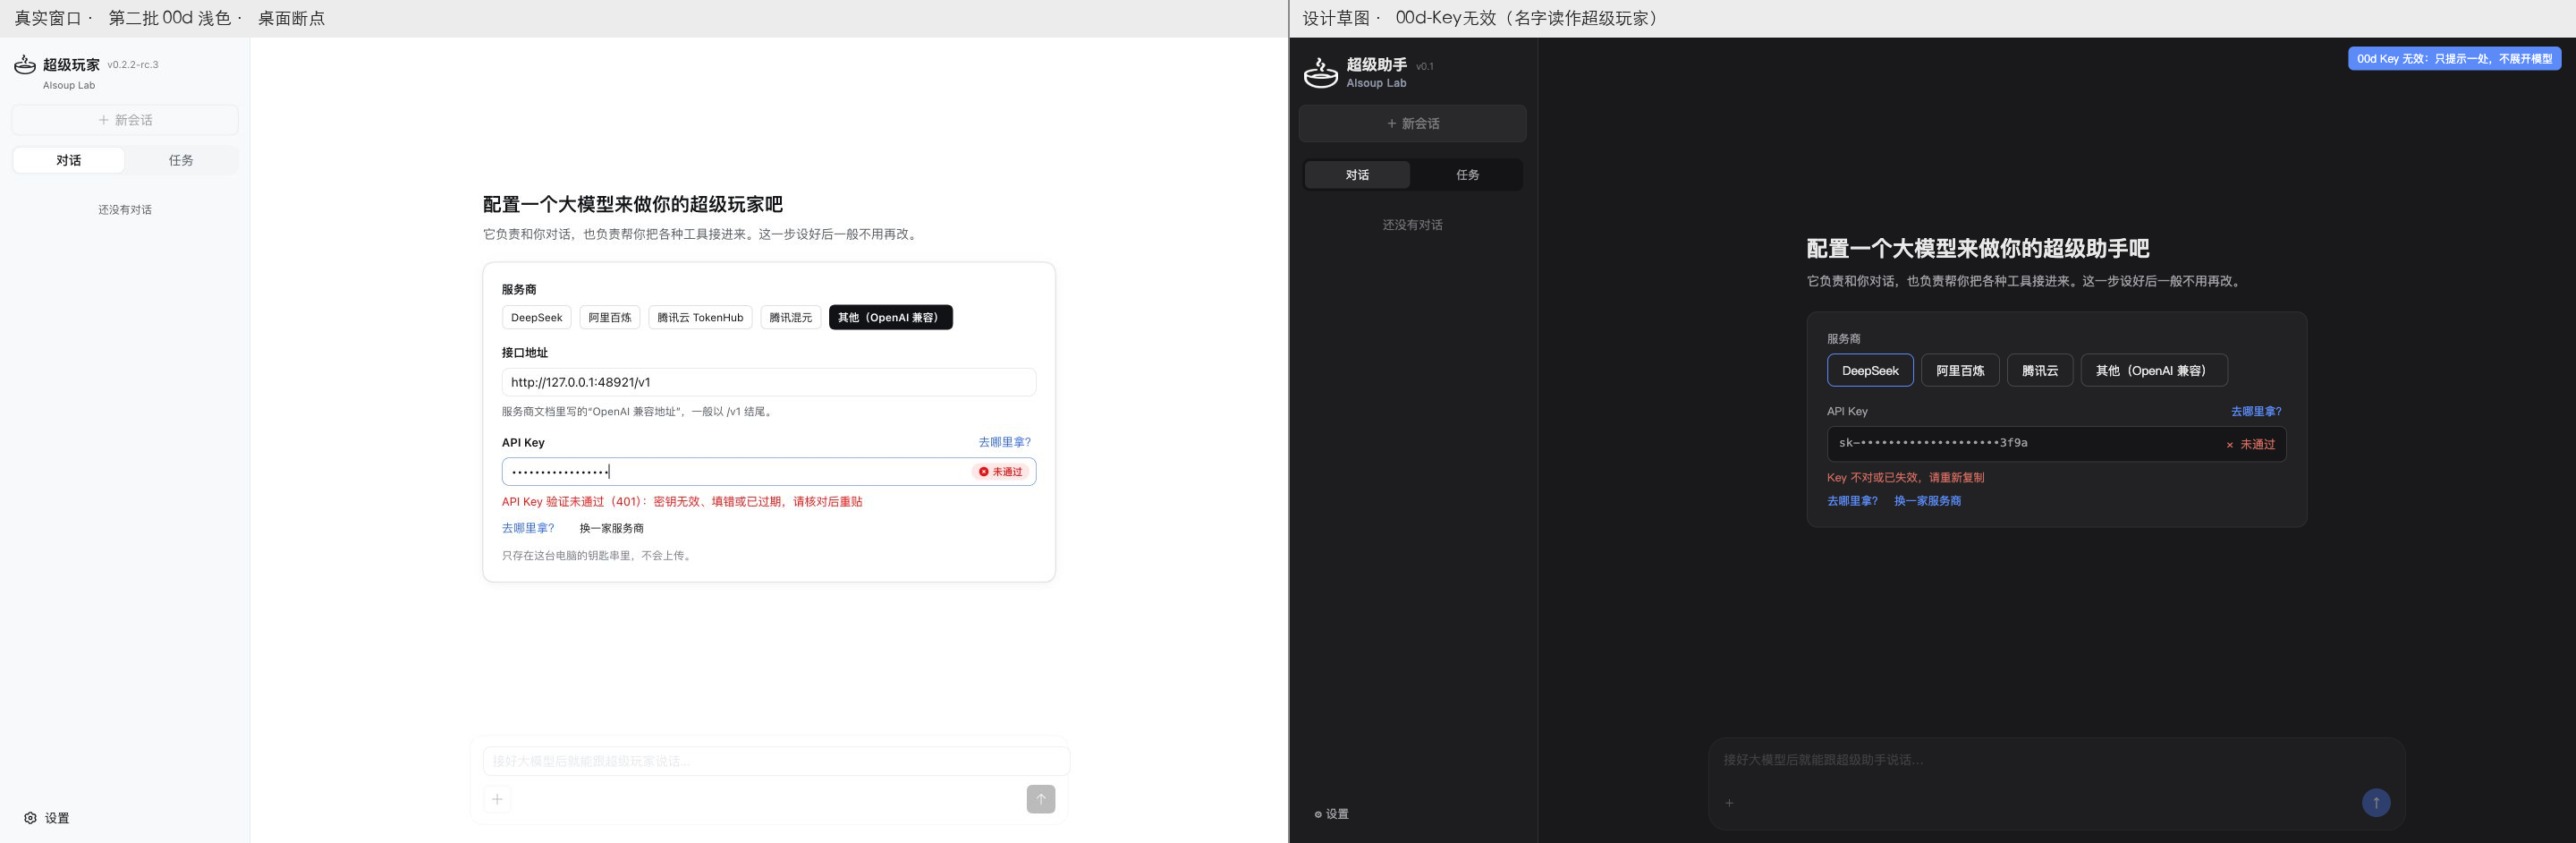 真实窗口 · 第二批 00d 浅色 · 桌面断点
超级玩家 v0.2.2-rc.3
AIsoup Lab
+ 新会话
对话 任务
还没有对话
配置一个大模型来做你的超级玩家吧
它负责和你对话，也负责帮你把各种工具接进来。这一步设好后一般不用再改。
服务商
DeepSeek 阿里百炼 腾讯云 TokenHub 腾讯混元 其他（OpenAI 兼容）
接口地址
http://127.0.0.1:48921/v1
服务商文档里写的“OpenAI 兼容地址”，一般以 /v1 结尾。
API Key 去哪里拿？
••••••••••••••••• 未通过
API Key 验证未通过（401）：密钥无效、填错或已过期，请核对后重贴
去哪里拿？ 换一家服务商
只存在这台电脑的钥匙串里，不会上传。
接好大模型后就能跟超级玩家说话...
+ ↑
设置
设计草图 · 00d-Key无效（名字读作超级玩家）
00d Key 无效：只提示一处，不展开模型
超级助手 v0.1
AIsoup Lab
+ 新会话
对话 任务
还没有对话
配置一个大模型来做你的超级助手吧
它负责和你对话，也负责帮你把各种工具接进来。这一步设好后一般不用再改。
服务商
DeepSeek 阿里百炼 腾讯云 其他（OpenAI 兼容）
API Key 去哪里拿？
sk-••••••••••••••••••••3f9a × 未通过
Key 不对或已失效，请重新复制
去哪里拿？ 换一家服务商
接好大模型后就能跟超级助手说话...
+ ↑
设置